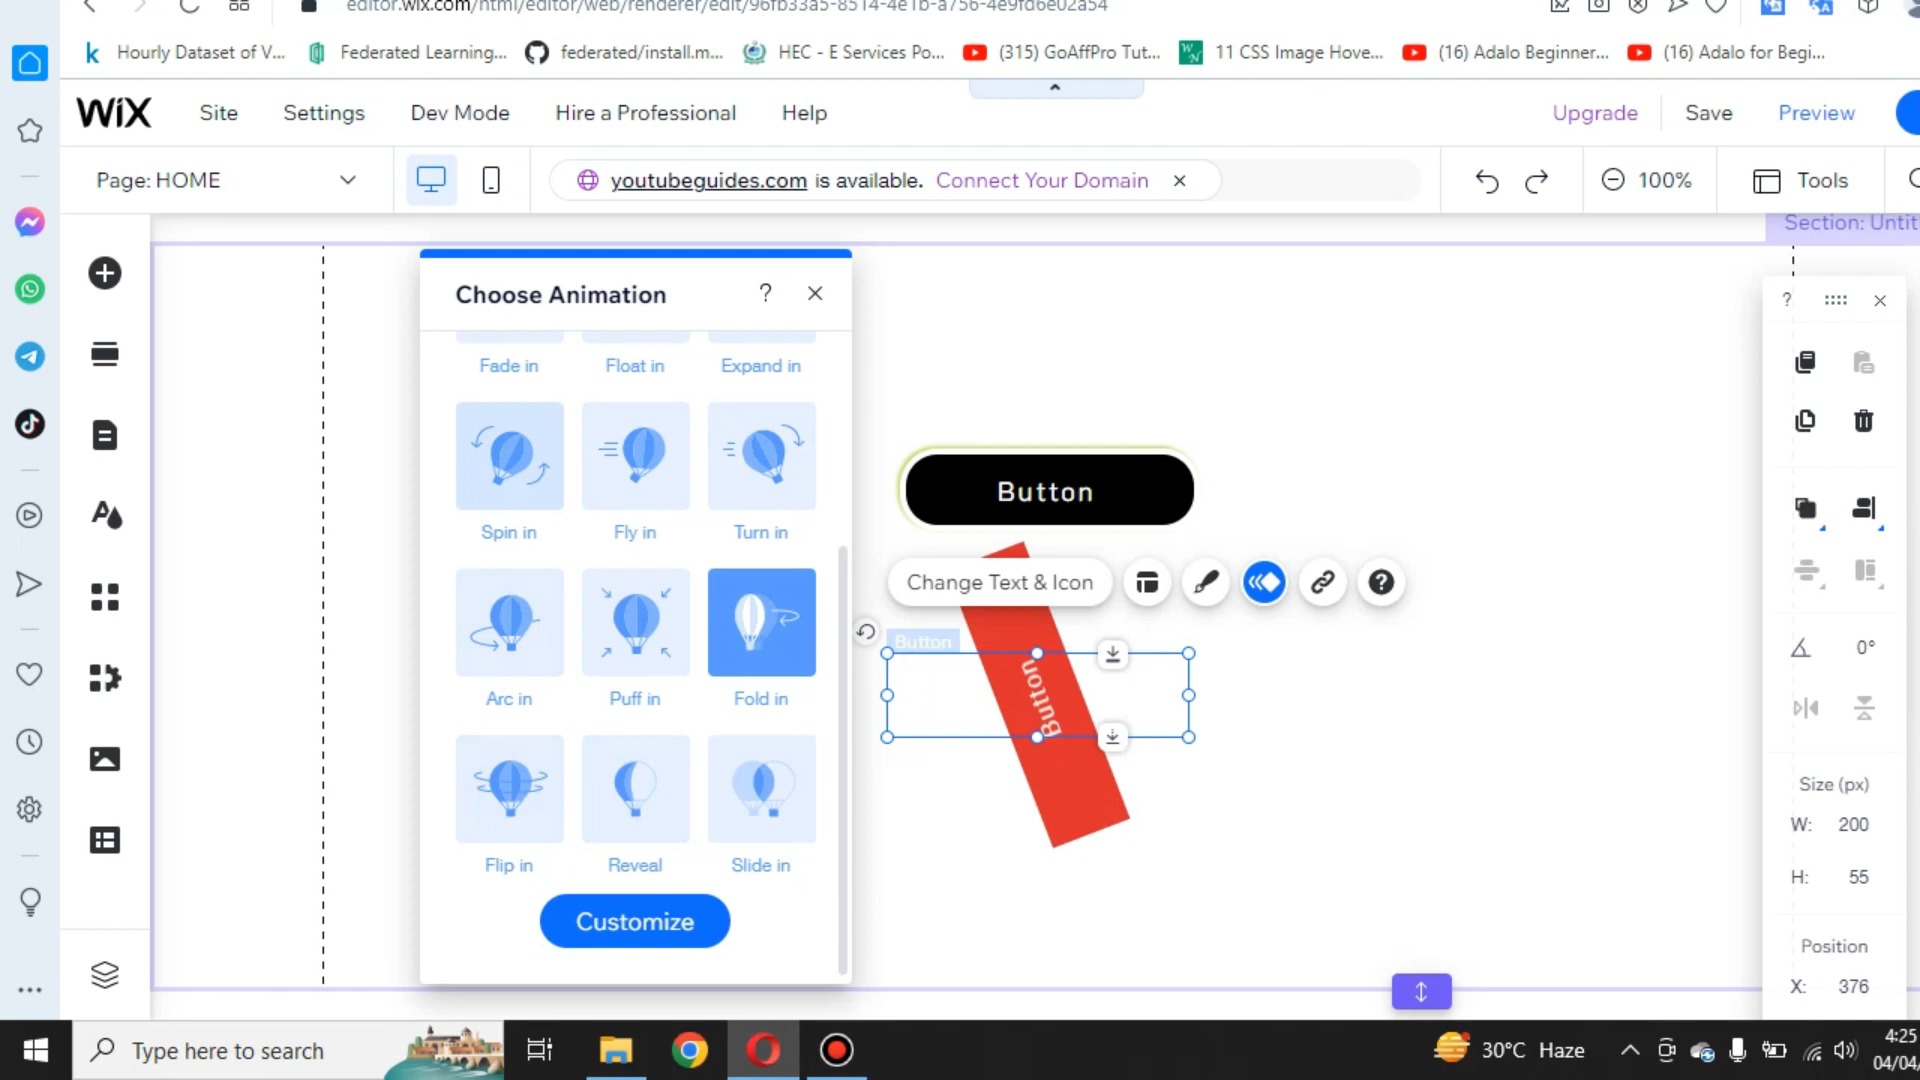 editor.wix.com/html/editor/web/renderer/edit/96fb33a5-8514-4e1b-a756-4e9fd6e02a54
k Hourly Dataset of V... Federated Learning... federated/install.m... HEC - E Services Po... (315) GoAffPro Tut... WN 11 CSS Image Hove... (16) Adalo Beginner... (16) Adalo for Begi...
WiX Site Settings Dev Mode Hire a Professional Help Upgrade Save Preview
Page: HOME youtubeguides.com is available. Connect Your Domain 100% Tools
Section: Untit
Choose Animation ?
?
Fade in Float in Expand in
Button
Spin in Fly in Turn in
Change Text & Icon ?
Button
Button
0°
Arc in Puff in Fold in
Size (px)
W: 200
Flip in Reveal Slide in
H: 55
Customize
Position
X: 376
Type here to search
30°C Haze
4:25
04/04/